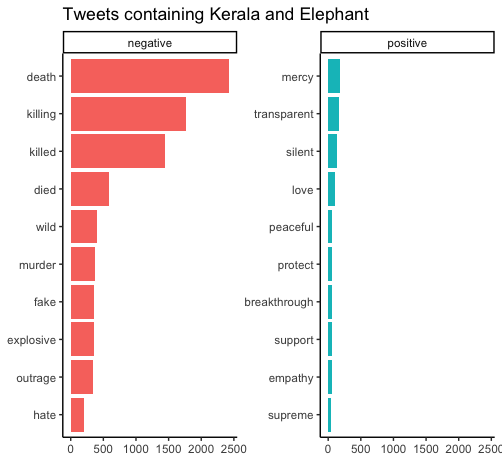 Tweets containing Kerala and Elephant
negative
death
killing
killed
died
wild
murder
fake
explosive
outrage
hate
0 500 1000 1500 2000 2500
positive
mercy
transparent
silent
love
peaceful
protect
breakthrough
support
empathy
supreme
0 500 1000 1500 2000 2500